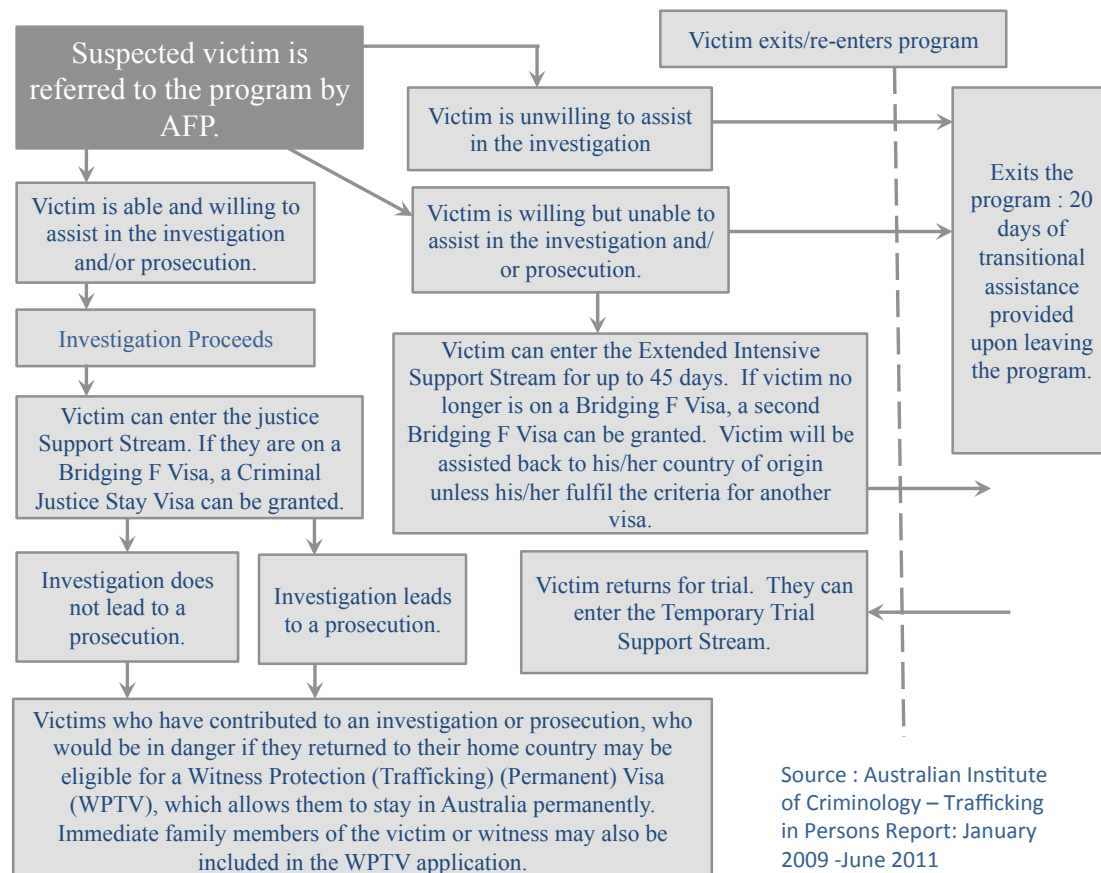 Suspected victim is
referred to the program by
AFP.
Victim exits/re-enters program
Victim is unwilling to assist
in the investigation
Exits the
program : 20
days of
transitional
assistance
provided
upon leaving
the program.
Victim is able and willing to
assist in the investigation
and/or prosecution.
Victim is willing but unable to
assist in the investigation and/
or prosecution.
Investigation Proceeds
Victim can enter the Extended Intensive
Support Stream for up to 45 days. If victim no
longer is on a Bridging F Visa, a second
Bridging F Visa can be granted. Victim will be
assisted back to his/her country of origin
unless his/her fulfil the criteria for another
visa.
Victim can enter the justice
Support Stream. If they are on a
Bridging F Visa, a Criminal
Justice Stay Visa can be granted.
Investigation does
not lead to a
prosecution.
Investigation leads
to a prosecution.
Victim returns for trial. They can
enter the Temporary Trial
Support Stream.
Victims who have contributed to an investigation or prosecution, who
would be in danger if they returned to their home country may be
eligible for a Witness Protection (Trafficking) (Permanent) Visa
(WPTV), which allows them to stay in Australia permanently.
Immediate family members of the victim or witness may also be
included in the WPTV application.
Source : Australian Institute
of Criminology – Trafficking
in Persons Report: January
2009 -June 2011